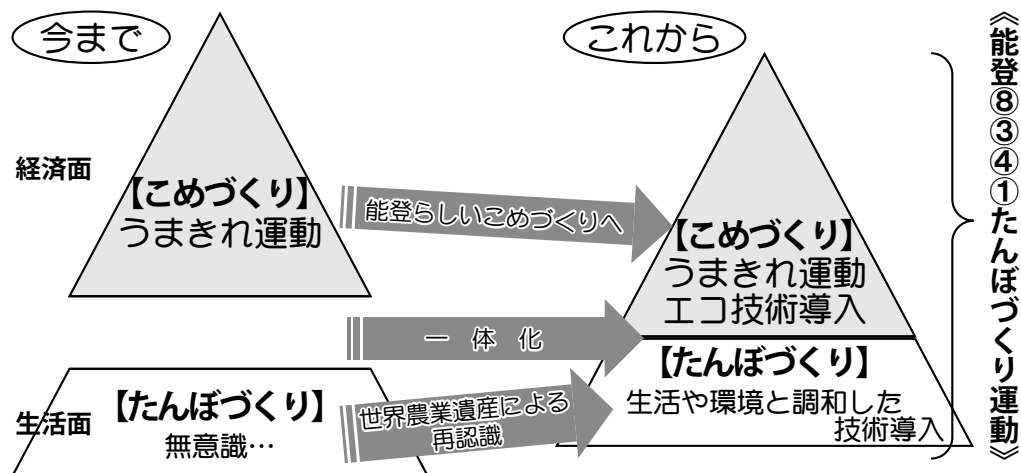 今まで
これから
経済面
【こめづくり】
うまきれ運動
能登らしいこめづくりへ
【こめづくり】
うまきれ運動
エコ技術導入
一体化
生活面
【たんぼづくり】
無意識…
世界農業遺産による
再認識
【たんぼづくり】
生活や環境と調和した
技術導入
《能登⑧③④①たんぼづくり運動》